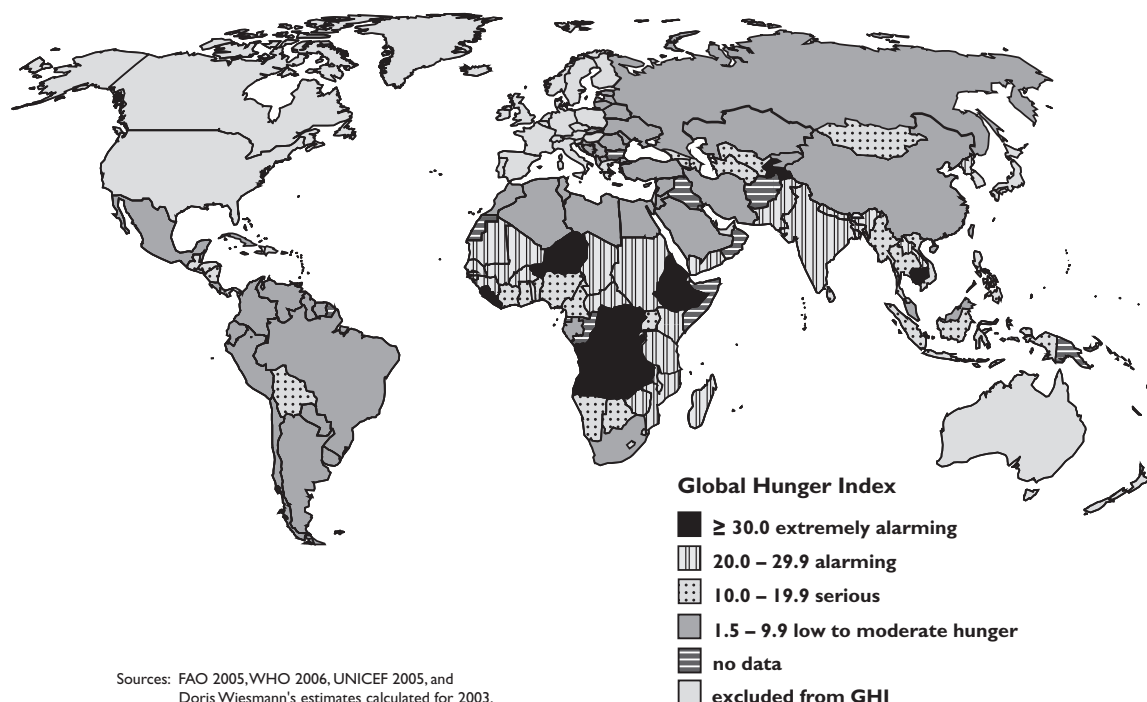 Global Hunger Index
≥ 30.0 extremely alarming
20.0 – 29.9 alarming
10.0 – 19.9 serious
1.5 – 9.9 low to moderate hunger
no data
excluded from GHI
Sources: FAO 2005, WHO 2006, UNICEF 2005, and
Doris Wiesmann's estimates calculated for 2003.